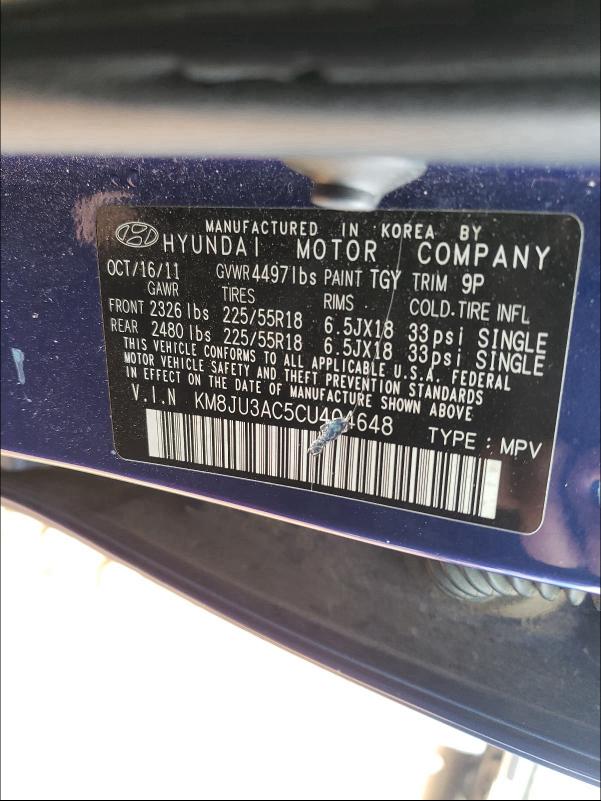 MANUFACTURED IN KOREA BY
HYUNDAI MOTOR COMPANY
OCT/16/11 GVWR 4497lbs PAINT TGY TRIM 9P
GAWR TIRES RIMS COLD.TIRE INFL
FRONT 2326 lbs 225/55R18 6.5JX18 33psi SINGLE
REAR 2480 lbs 225/55R18 6.5JX18 33psi SINGLE
THIS VEHICLE CONFORMS TO ALL APPLICABLE U.S.A. FEDERAL
MOTOR VEHICLE SAFETY AND THEFT PREVENTION STANDARDS
IN EFFECT ON THE DATE OF MANUFACTURE SHOWN ABOVE
V.I.N KM8JU3AC5CU404648
TYPE : MPV